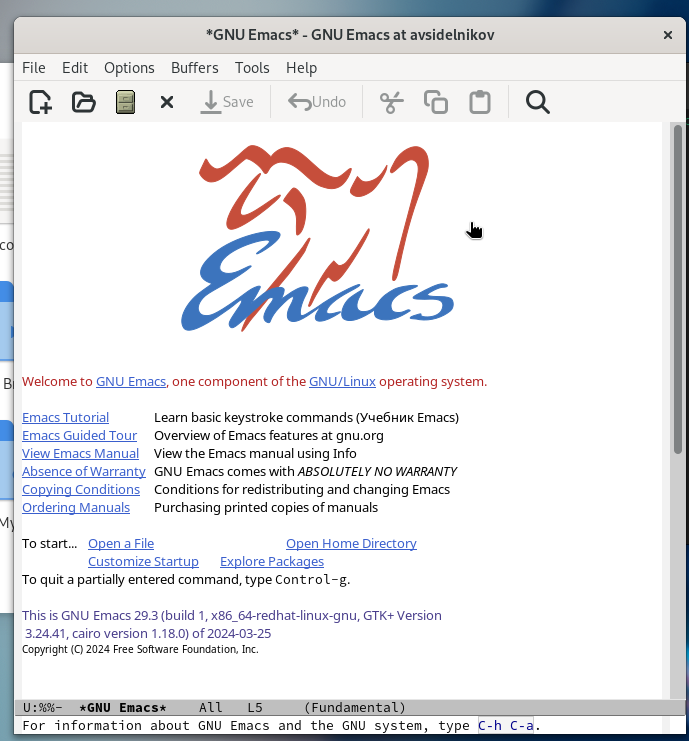 *GNU Emacs* - GNU Emacs at avsidelnikov
File Edit Options Buffers Tools Help
Save Undo
Emacs
Welcome to GNU Emacs, one component of the GNU/Linux operating system.
Emacs Tutorial Learn basic keystroke commands (Учебник Emacs)
Emacs Guided Tour Overview of Emacs features at gnu.org
View Emacs Manual View the Emacs manual using Info
Absence of Warranty GNU Emacs comes with ABSOLUTELY NO WARRANTY
Copying Conditions Conditions for redistributing and changing Emacs
Ordering Manuals Purchasing printed copies of manuals
To start... Open a File Open Home Directory
Customize Startup Explore Packages
To quit a partially entered command, type Control-g.
This is GNU Emacs 29.3 (build 1, x86_64-redhat-linux-gnu, GTK+ Version
3.24.41, cairo version 1.18.0) of 2024-03-25
Copyright (C) 2024 Free Software Foundation, Inc.
U:%%- *GNU Emacs* All L5 (Fundamental)
For information about GNU Emacs and the GNU system, type C-h C-a.